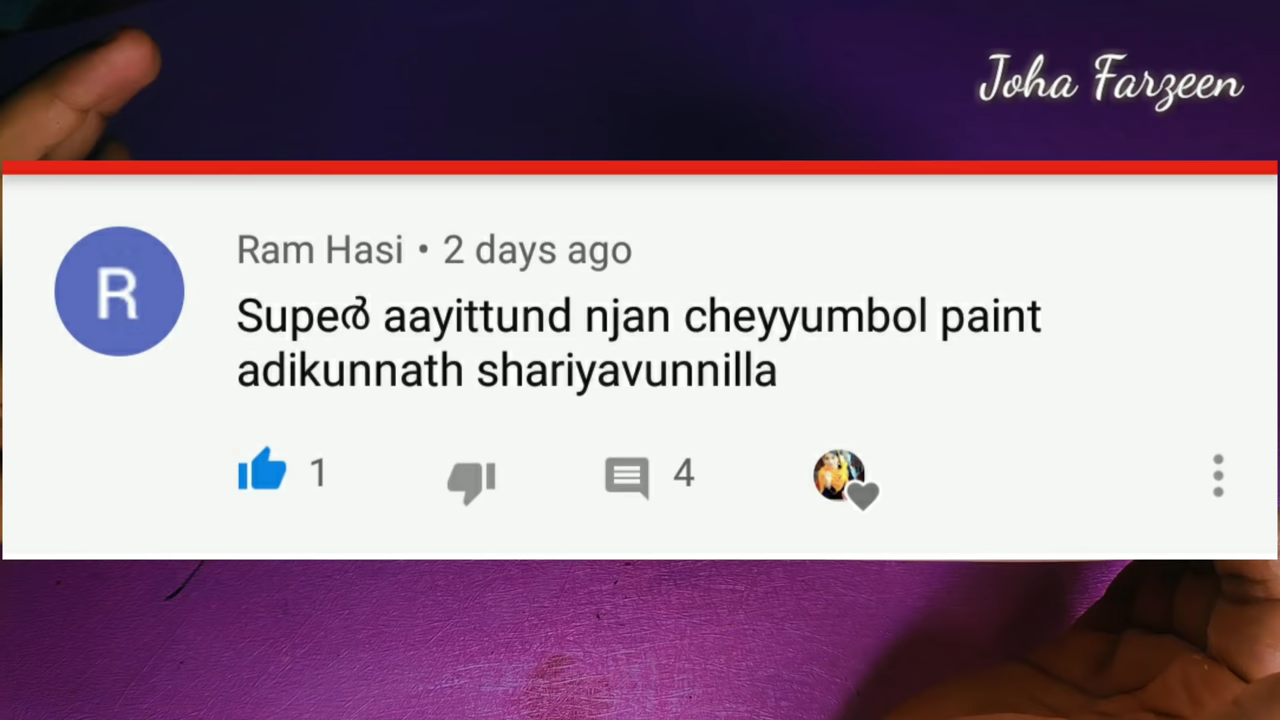 Joha Farzeen
R
Ram Hasi • 2 days ago
Supeർ aayittund njan cheyyumbol paint
adikunnath shariyavunnilla
1
4